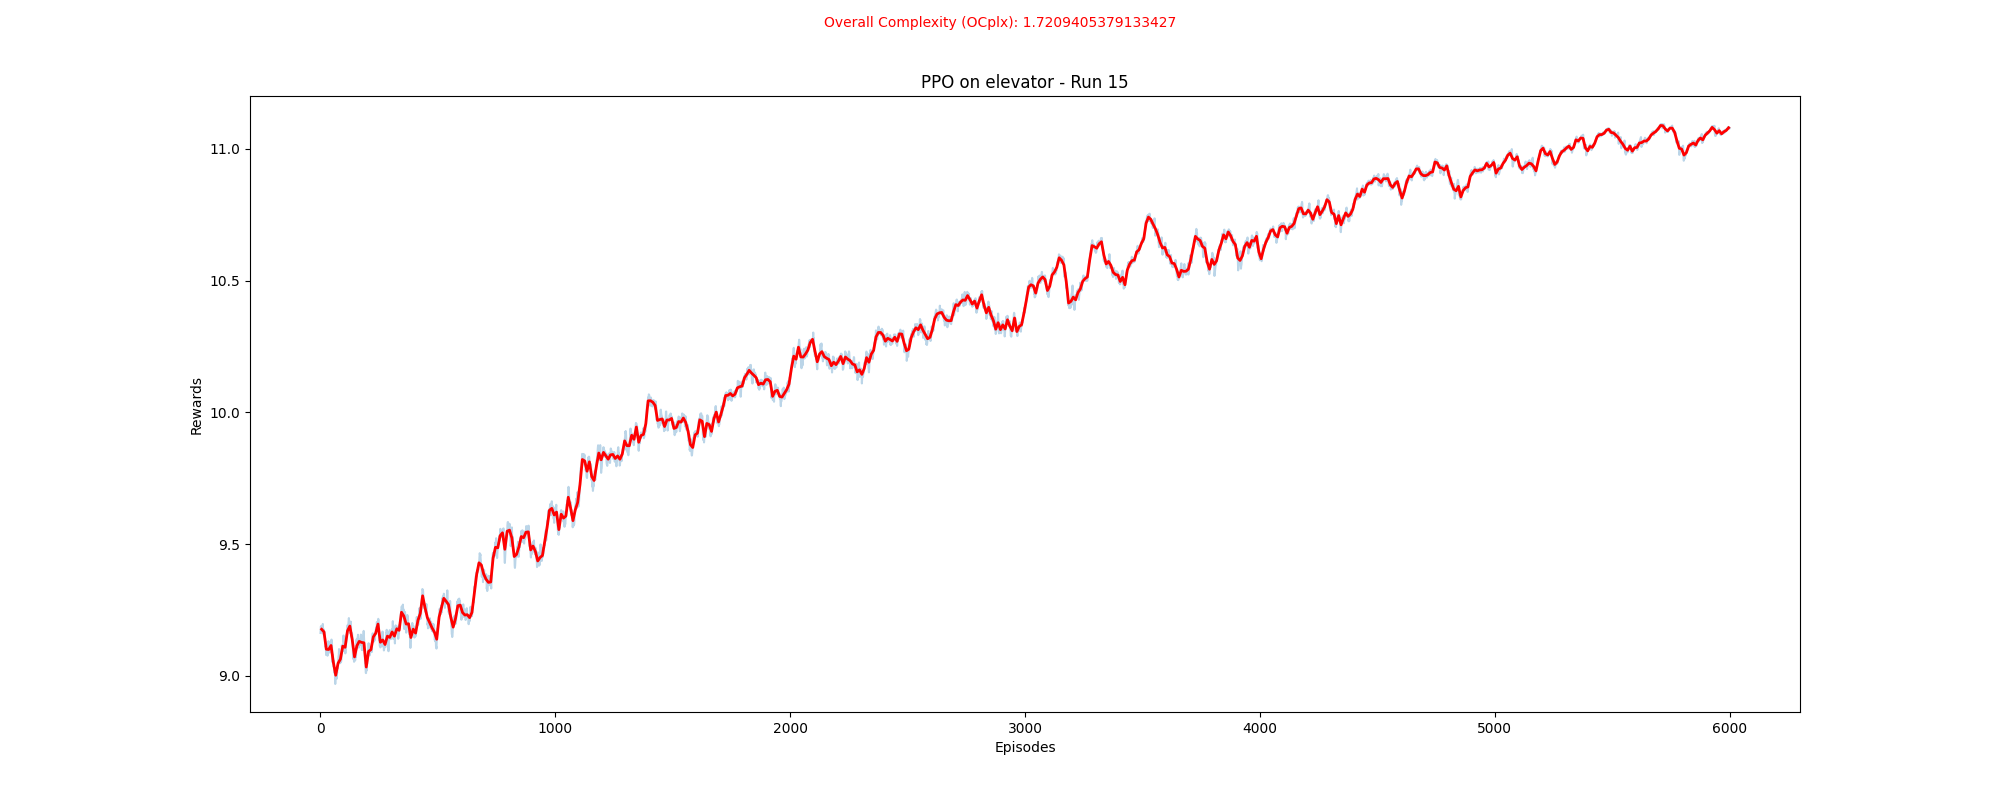 Overall Complexity (OCplx): 1.7209405379133427
PPO on elevator - Run 15
11.0
10.5
10.0
9.5
9.0
Rewards
0 1000 2000 3000 4000 5000 6000
Episodes